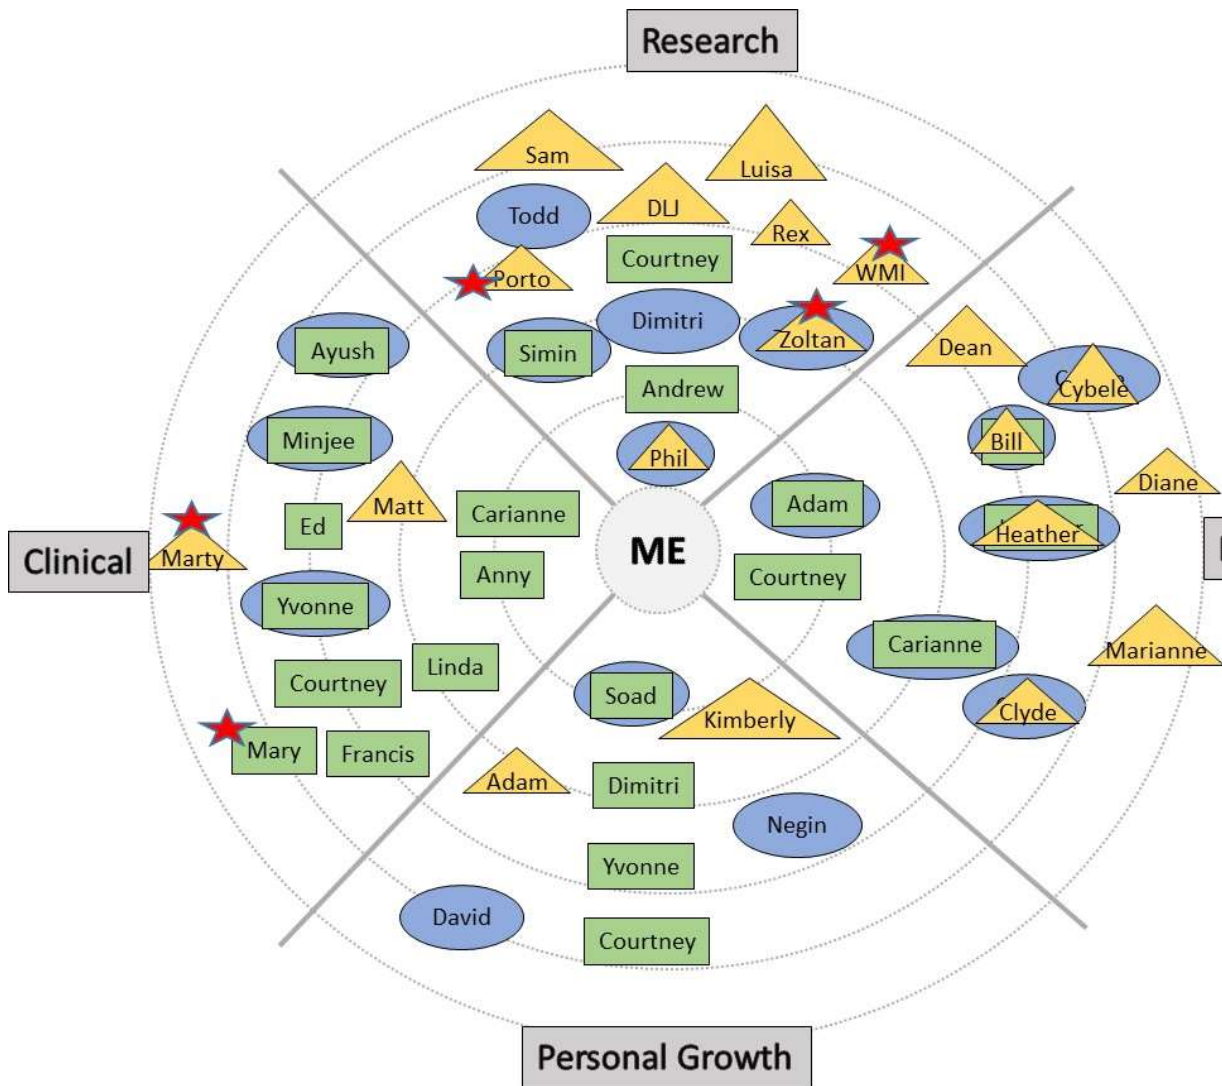 Research
Sam
Luisa
Todd
DLJ
Rex
Courtney
WMI
Porto
Dimitri
Zoltan
Simin
Ayush
Dean
Cybele
Andrew
Minjee
Bill
Phil
Diane
Matt
Adam
Carianne
Ed
Heather
ME
Clinical
Marty
Anny
Courtney
Yvonne
Carianne
Marianne
Linda
Courtney
Soad
Kimberly
Clyde
Mary
Francis
Adam
Dimitri
Negin
Yvonne
David
Courtney
Personal Growth